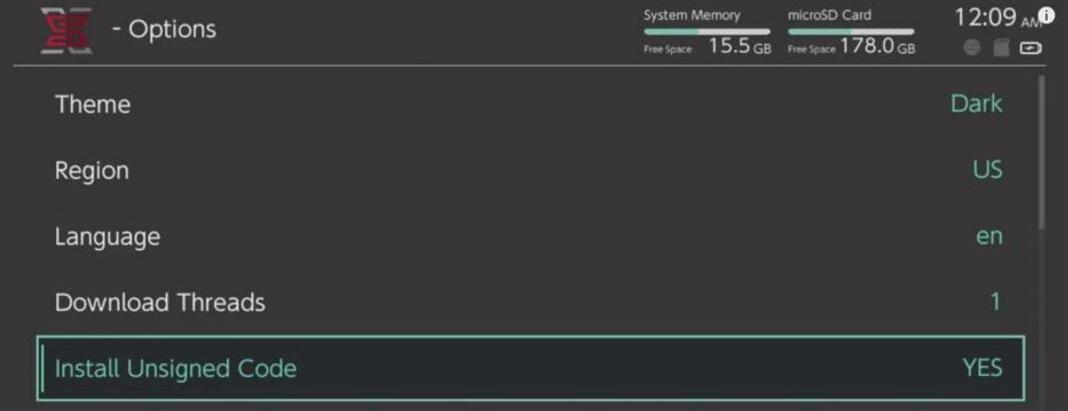 - Options
System Memory
Free Space 15.5 GB
microSD Card
Free Space 178.0 GB
12:09 AM
Theme Dark
Region US
Language en
Download Threads 1
Install Unsigned Code YES